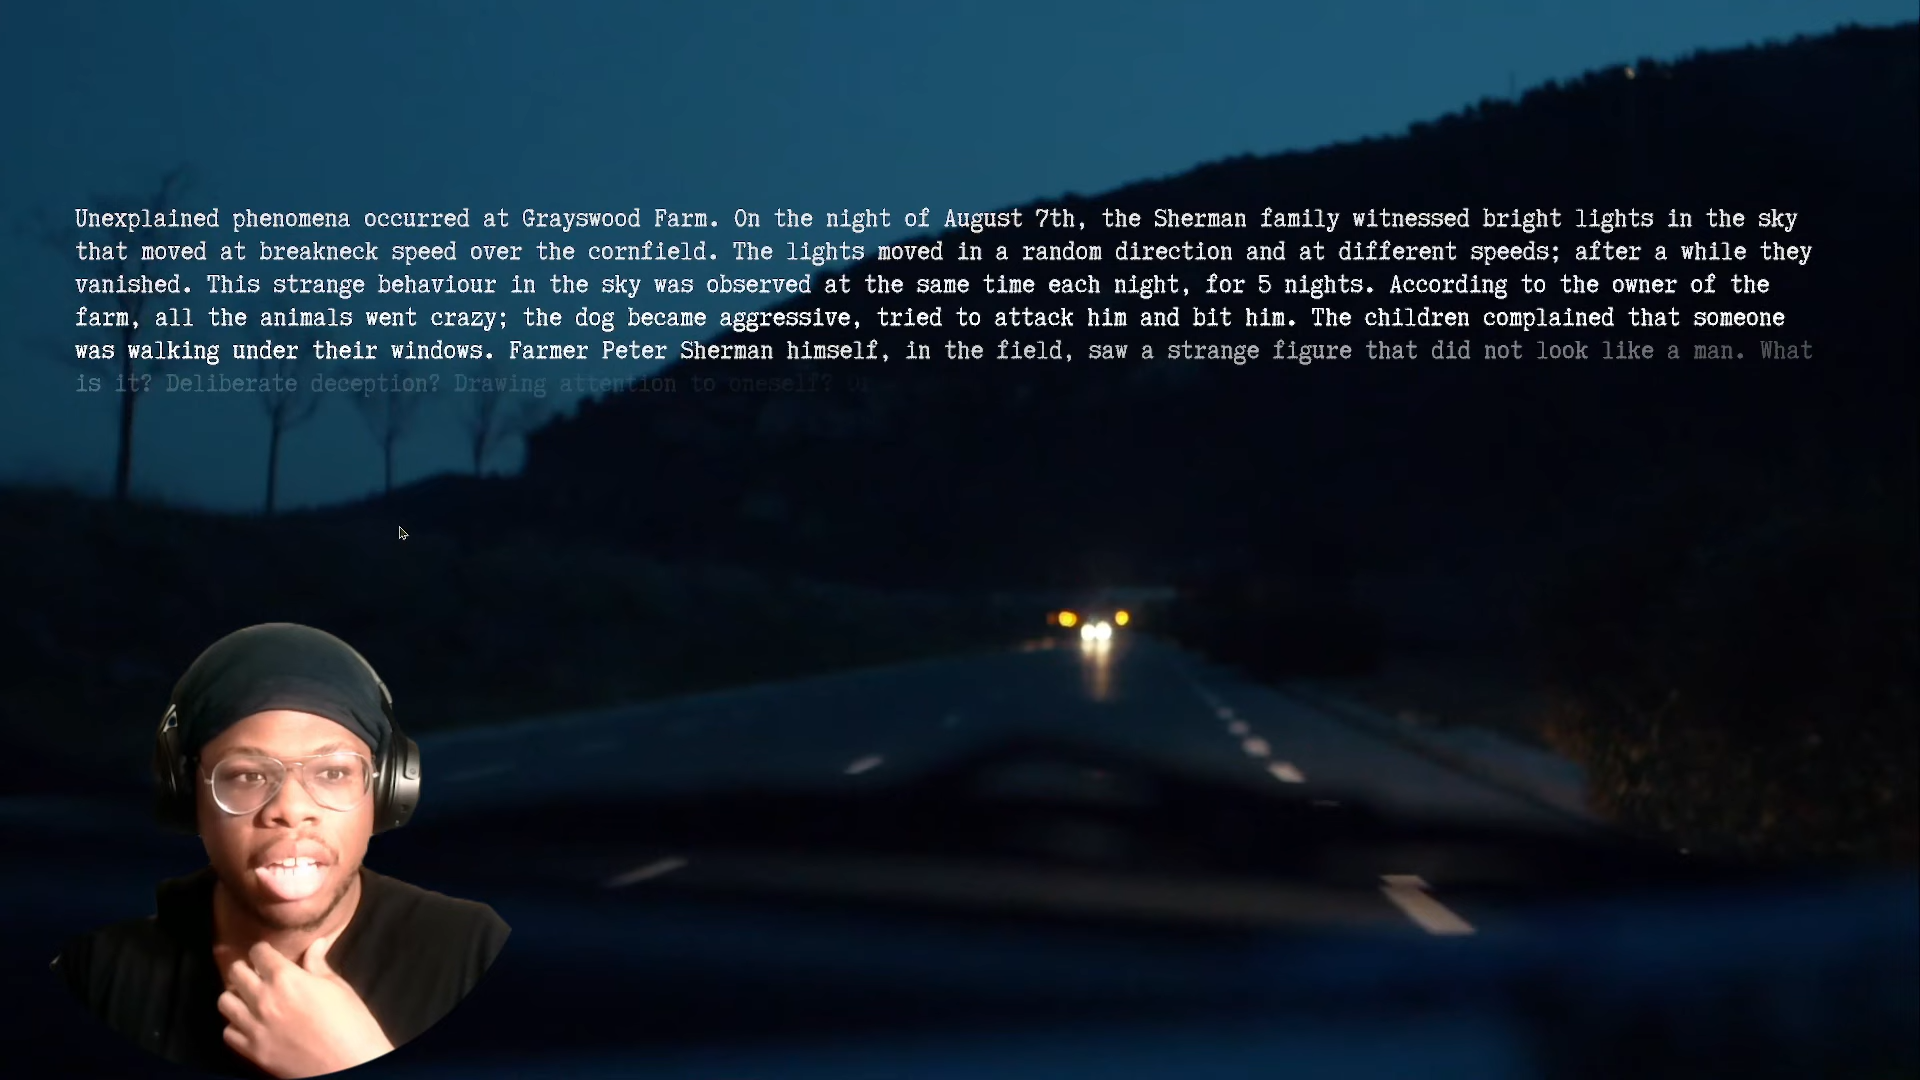 Unexplained phenomena occurred at Grayswood Farm. On the night of August 7th, the Sherman family witnessed bright lights in the sky
that moved at breakneck speed over the cornfield. The lights moved in a random direction and at different speeds; after a while they
vanished. This strange behaviour in the sky was observed at the same time each night, for 5 nights. According to the owner of the
farm, all the animals went crazy; the dog became aggressive, tried to attack him and bit him. The children complained that someone
was walking under their windows. Farmer Peter Sherman himself, in the field, saw a strange figure that did not look like a man. What
is it? Deliberate deception? Drawing attention to oneself?